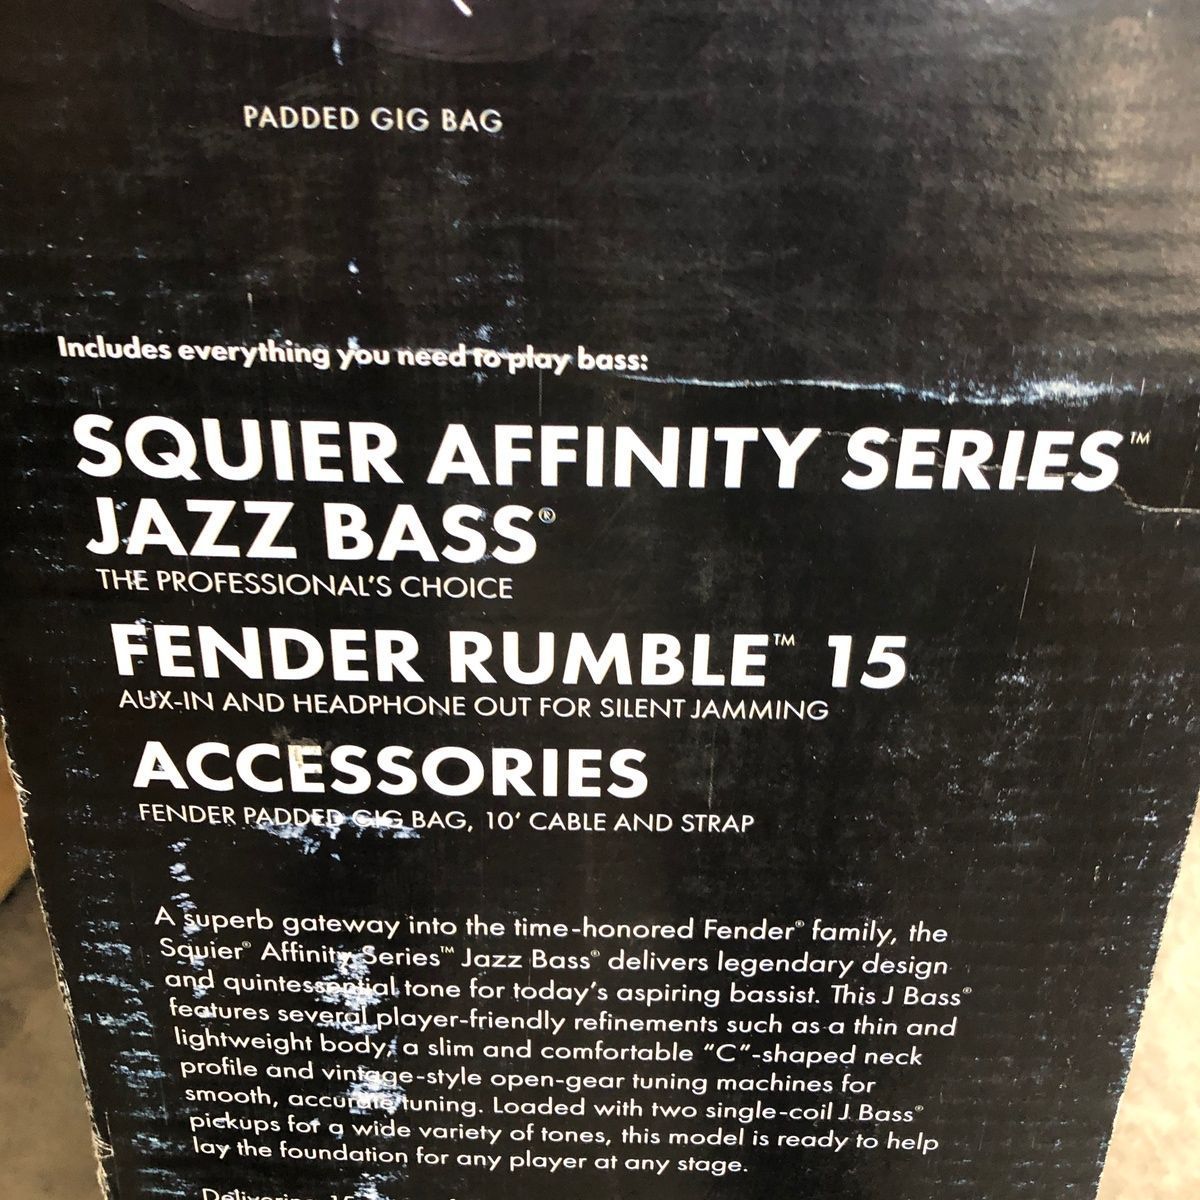 PADDED GIG BAG
Includes everything you need to play bass:
SQUIER AFFINITY SERIES™
JAZZ BASS®
THE PROFESSIONAL'S CHOICE
FENDER RUMBLE™ 15
AUX-IN AND HEADPHONE OUT FOR SILENT JAMMING
ACCESSORIES
FENDER PADDED GIG BAG, 10' CABLE AND STRAP
A superb gateway into the time-honored Fender® family, the
Squier® Affinity Series™ Jazz Bass® delivers legendary design
and quintessential tone for today's aspiring bassist. This J Bass®
features several player-friendly refinements such as a thin and
lightweight body, a slim and comfortable "C"-shaped neck
profile and vintage-style open-gear tuning machines for
smooth, accurate tuning. Loaded with two single-coil J Bass®
pickups for a wide variety of tones, this model is ready to help
lay the foundation for any player at any stage.
Delivering 15